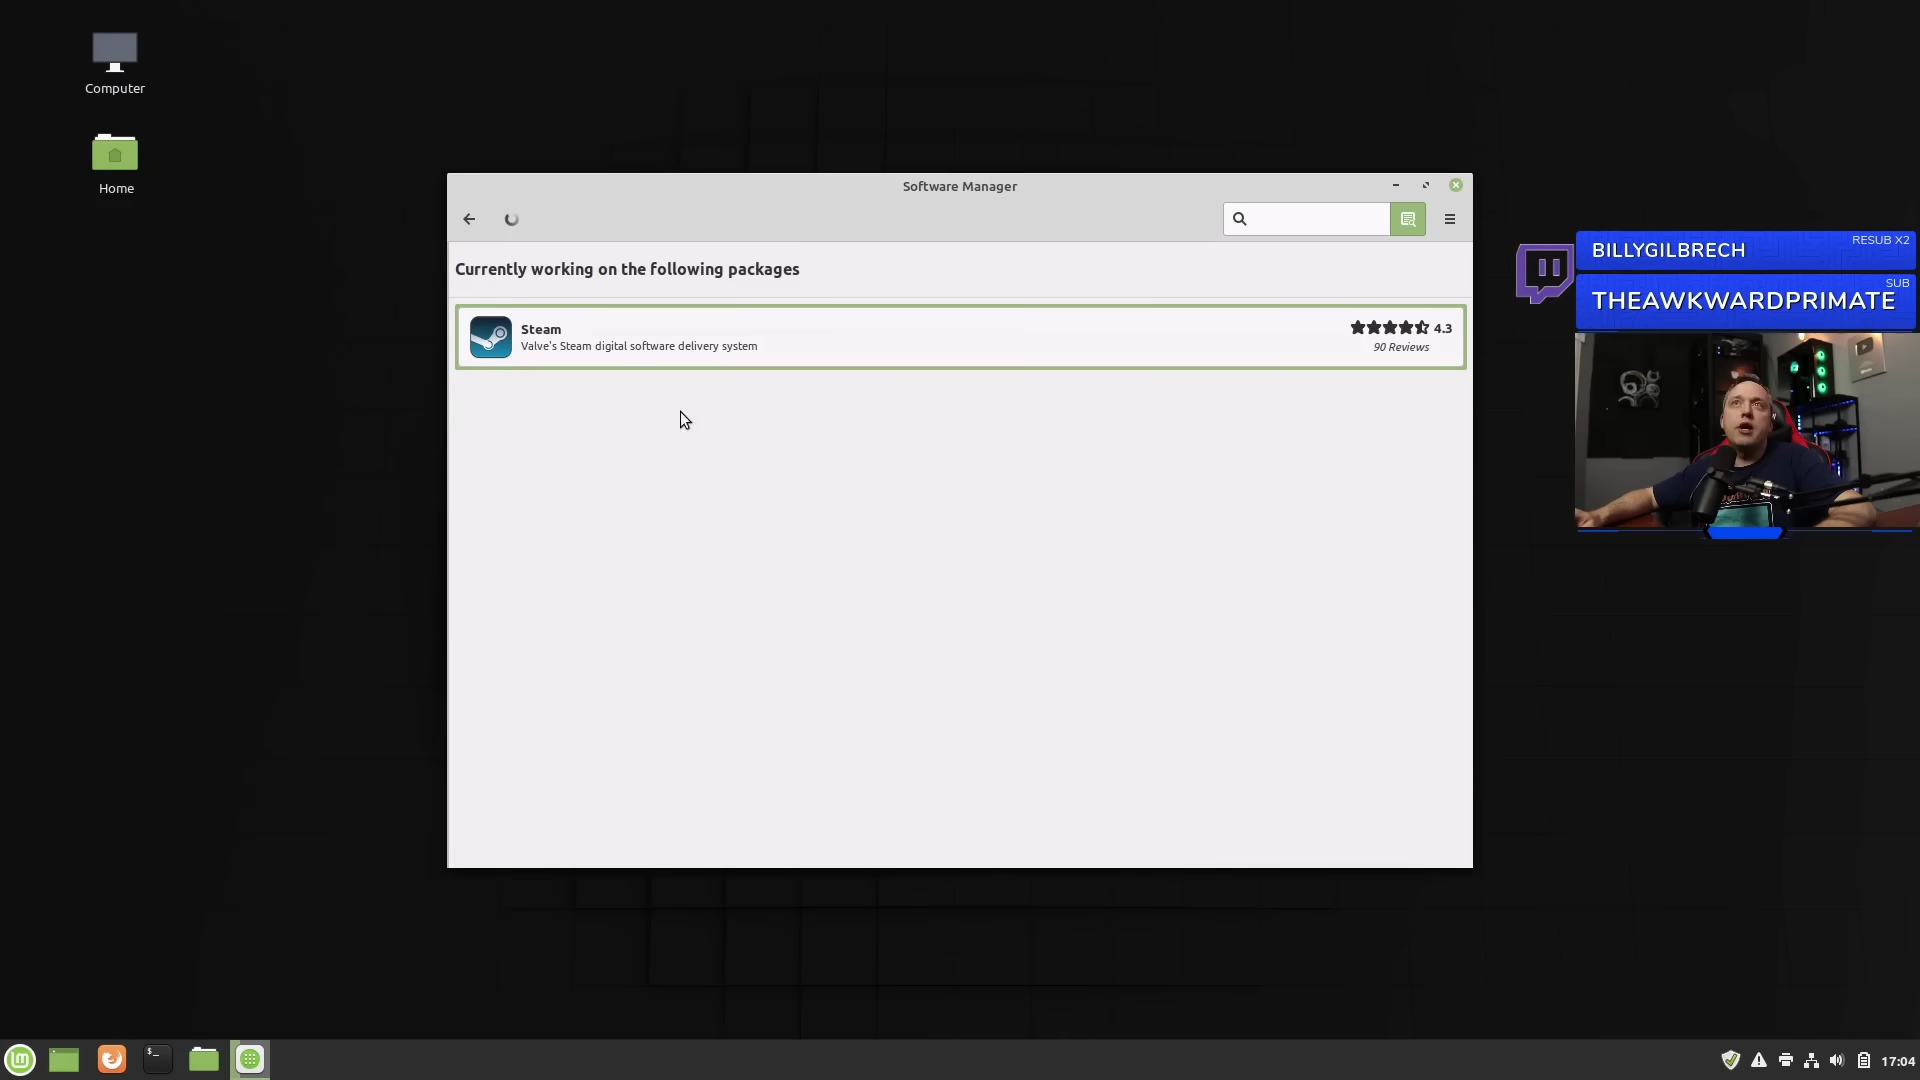 Computer
Home
Software Manager
Currently working on the following packages
Steam
4.3
Valve's Steam digital software delivery system
90 Reviews
RESUB X2
BILLYGILBRECH
SUB
THEAWKWARDPRIMATE
$_
lm
17:04